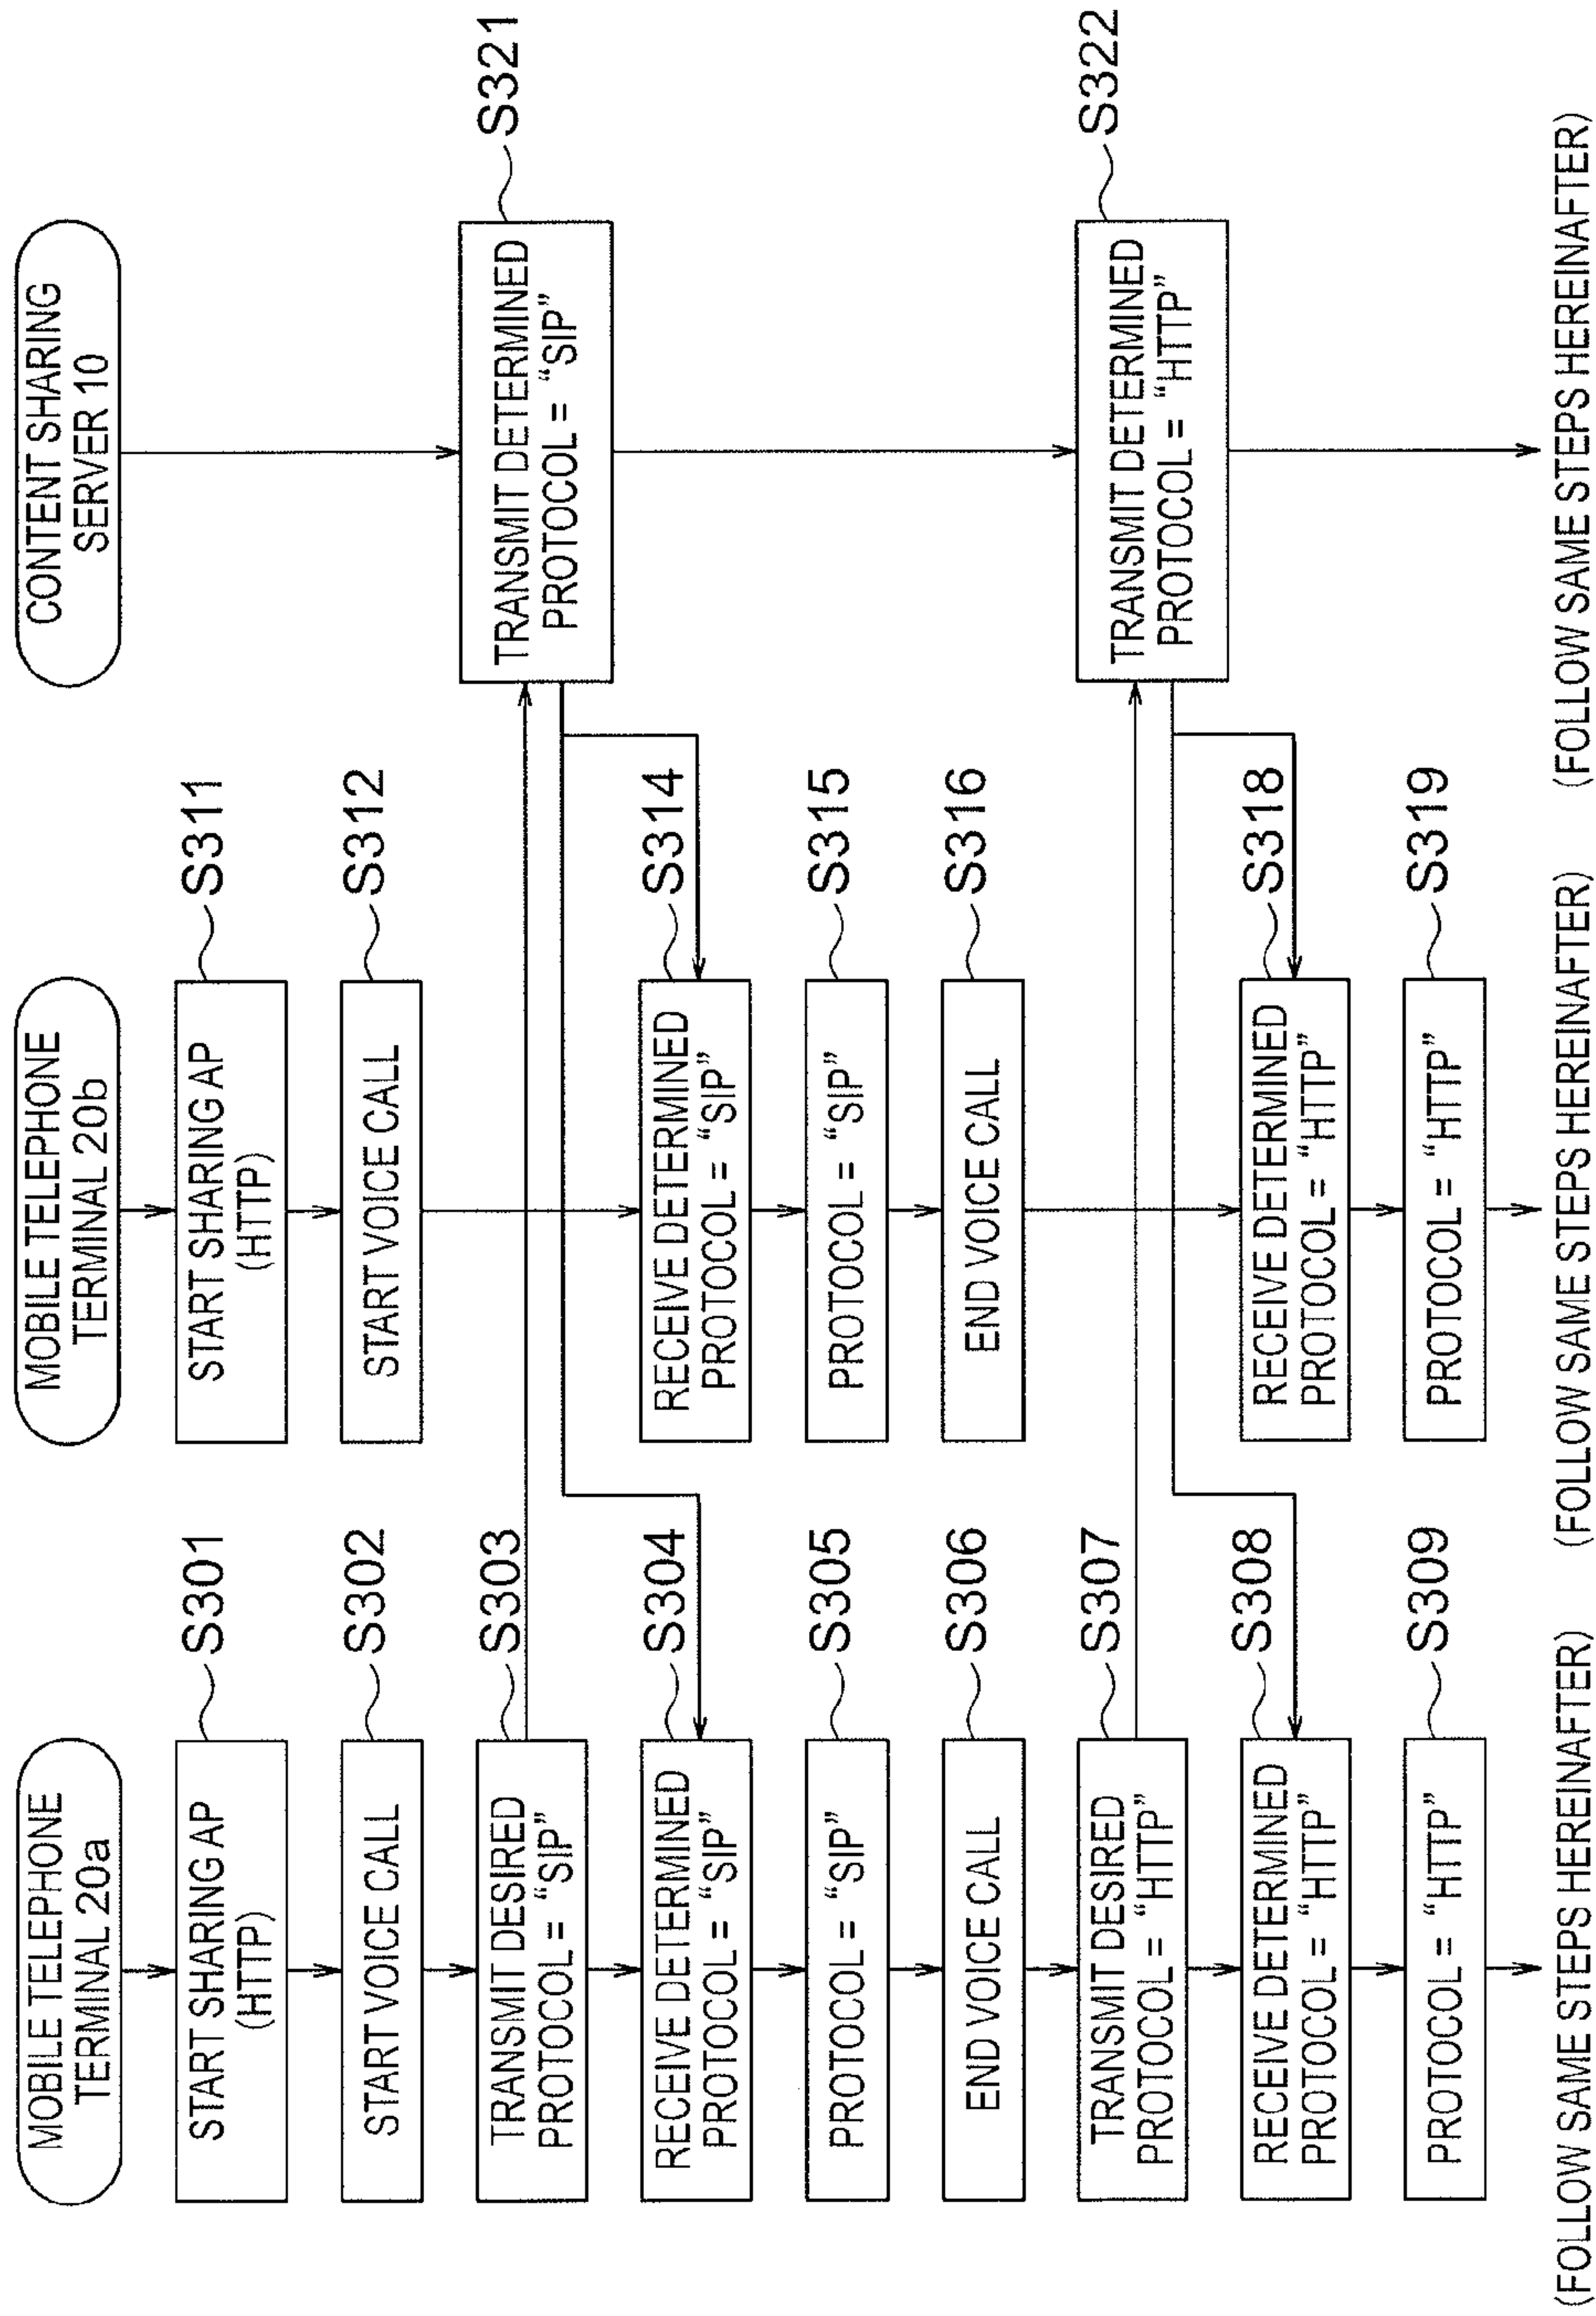 MOBILE TELEPHONE
TERMINAL 20a
START SHARING AP
(HTTP)
S301
START VOICE CALL
S302
TRANSMIT DESIRED
PROTOCOL = “SIP”
S303
RECEIVE DETERMINED
PROTOCOL = “SIP”
S304
PROTOCOL = “SIP”
S305
END VOICE CALL
S306
TRANSMIT DESIRED
PROTOCOL = “HTTP”
S307
RECEIVE DETERMINED
PROTOCOL = “HTTP”
S308
PROTOCOL = “HTTP”
S309
(FOLLOW SAME STEPS HEREINAFTER)
MOBILE TELEPHONE
TERMINAL 20b
START SHARING AP
(HTTP)
S311
START VOICE CALL
S312
RECEIVE DETERMINED
PROTOCOL = “SIP”
S314
PROTOCOL = “SIP”
S315
END VOICE CALL
S316
RECEIVE DETERMINED
PROTOCOL = “HTTP”
S318
PROTOCOL = “HTTP”
S319
(FOLLOW SAME STEPS HEREINAFTER)
CONTENT SHARING
SERVER 10
TRANSMIT DETERMINED
PROTOCOL = “SIP”
S321
TRANSMIT DETERMINED
PROTOCOL = “HTTP”
S322
(FOLLOW SAME STEPS HEREINAFTER)